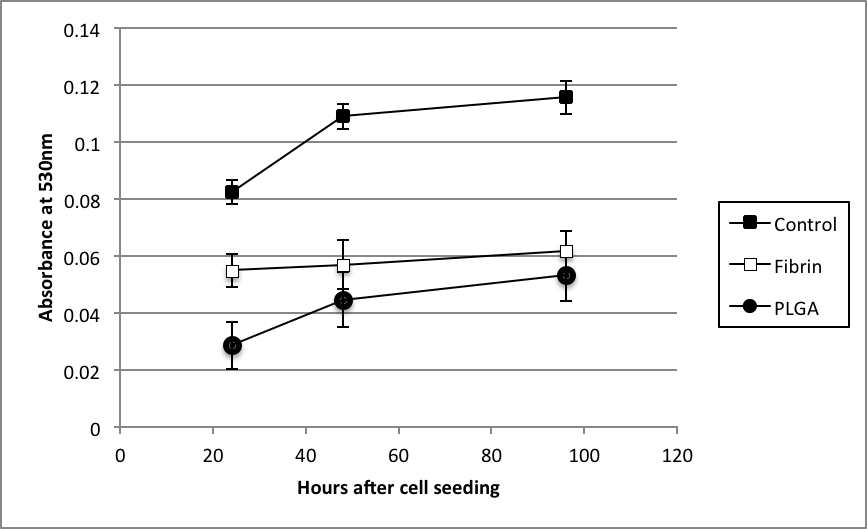 0.14
0.12
0.1
0.08
0.06
0.04
0.02
0
Absorbance at 530nm
0 20 40 60 80 100 120
Hours after cell seeding
Control
Fibrin
PLGA